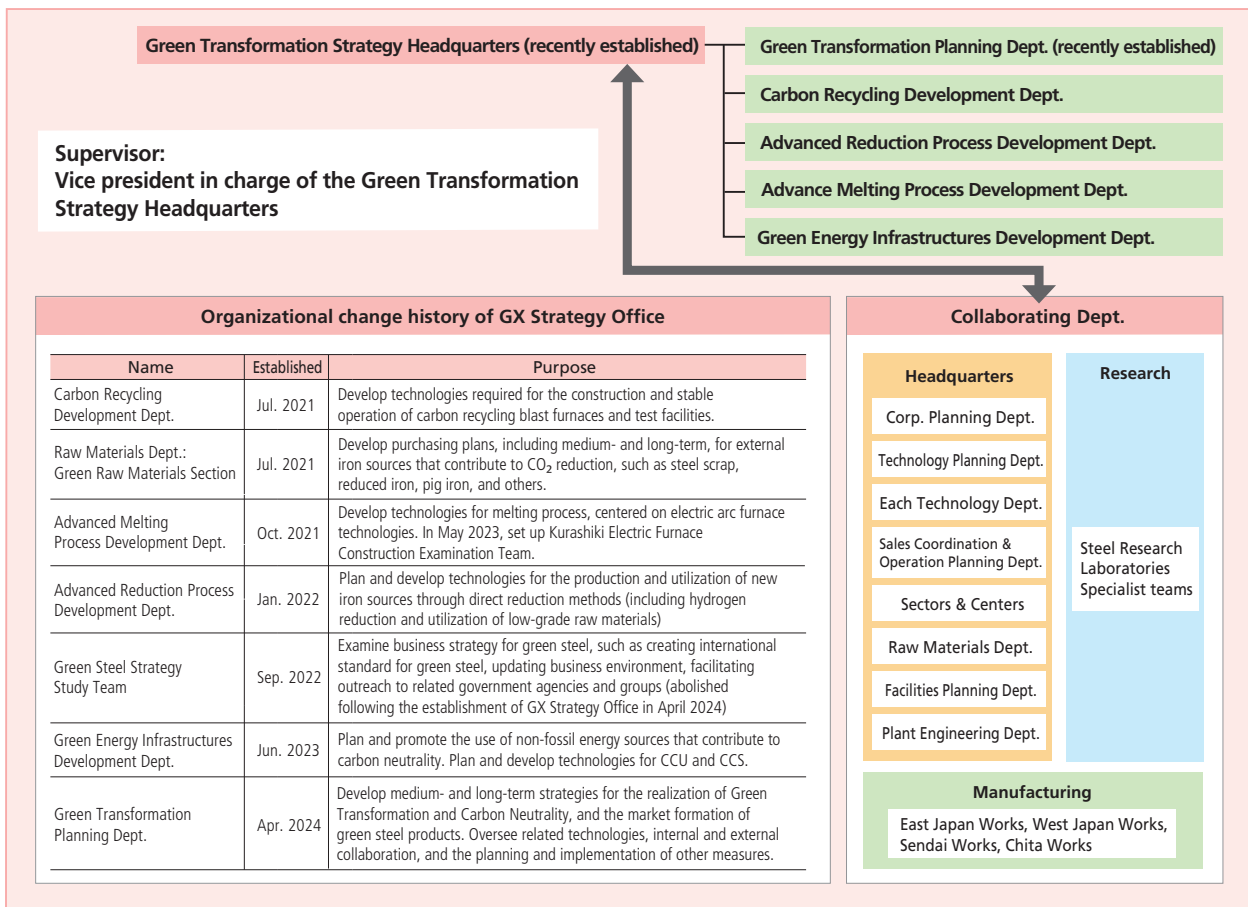 Green Transformation Strategy Headquarters (recently established)
Green Transformation Planning Dept. (recently established)
Carbon Recycling Development Dept.
Advanced Reduction Process Development Dept.
Advance Melting Process Development Dept.
Green Energy Infrastructures Development Dept.
Supervisor:
Vice president in charge of the Green Transformation
Strategy Headquarters
Organizational change history of GX Strategy Office
Name
Established
Purpose
Carbon Recycling
Development Dept.
Jul. 2021
Develop technologies required for the construction and stable
operation of carbon recycling blast furnaces and test facilities.
Raw Materials Dept.:
Green Raw Materials Section
Jul. 2021
Develop purchasing plans, including medium- and long-term, for external
iron sources that contribute to CO₂ reduction, such as steel scrap,
reduced iron, pig iron, and others.
Advanced Melting
Process Development Dept.
Oct. 2021
Develop technologies for melting process, centered on electric arc furnace
technologies. In May 2023, set up Kurashiki Electric Furnace
Construction Examination Team.
Advanced Reduction Process
Development Dept.
Jan. 2022
Plan and develop technologies for the production and utilization of new
iron sources through direct reduction methods (including hydrogen
reduction and utilization of low-grade raw materials)
Green Steel Strategy
Study Team
Sep. 2022
Examine business strategy for green steel, such as creating international
standard for green steel, updating business environment, facilitating
outreach to related government agencies and groups (abolished
following the establishment of GX Strategy Office in April 2024)
Green Energy Infrastructures
Development Dept.
Jun. 2023
Plan and promote the use of non-fossil energy sources that contribute to
carbon neutrality. Plan and develop technologies for CCU and CCS.
Green Transformation
Planning Dept.
Apr. 2024
Develop medium- and long-term strategies for the realization of Green
Transformation and Carbon Neutrality, and the market formation of
green steel products. Oversee related technologies, internal and external
collaboration, and the planning and implementation of other measures.
Collaborating Dept.
Headquarters
Corp. Planning Dept.
Technology Planning Dept.
Each Technology Dept.
Sales Coordination &
Operation Planning Dept.
Sectors & Centers
Raw Materials Dept.
Facilities Planning Dept.
Plant Engineering Dept.
Research
Steel Research
Laboratories
Specialist teams
Manufacturing
East Japan Works, West Japan Works,
Sendai Works, Chita Works